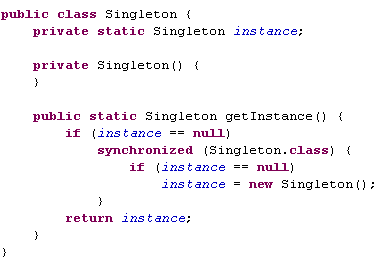 public class Singleton {
    private static Singleton instance;

    private Singleton() {
    }

    public static Singleton getInstance() {
        if (instance == null)
            synchronized (Singleton.class) {
                if (instance == null)
                    instance = new Singleton();
            }
        return instance;
    }
}